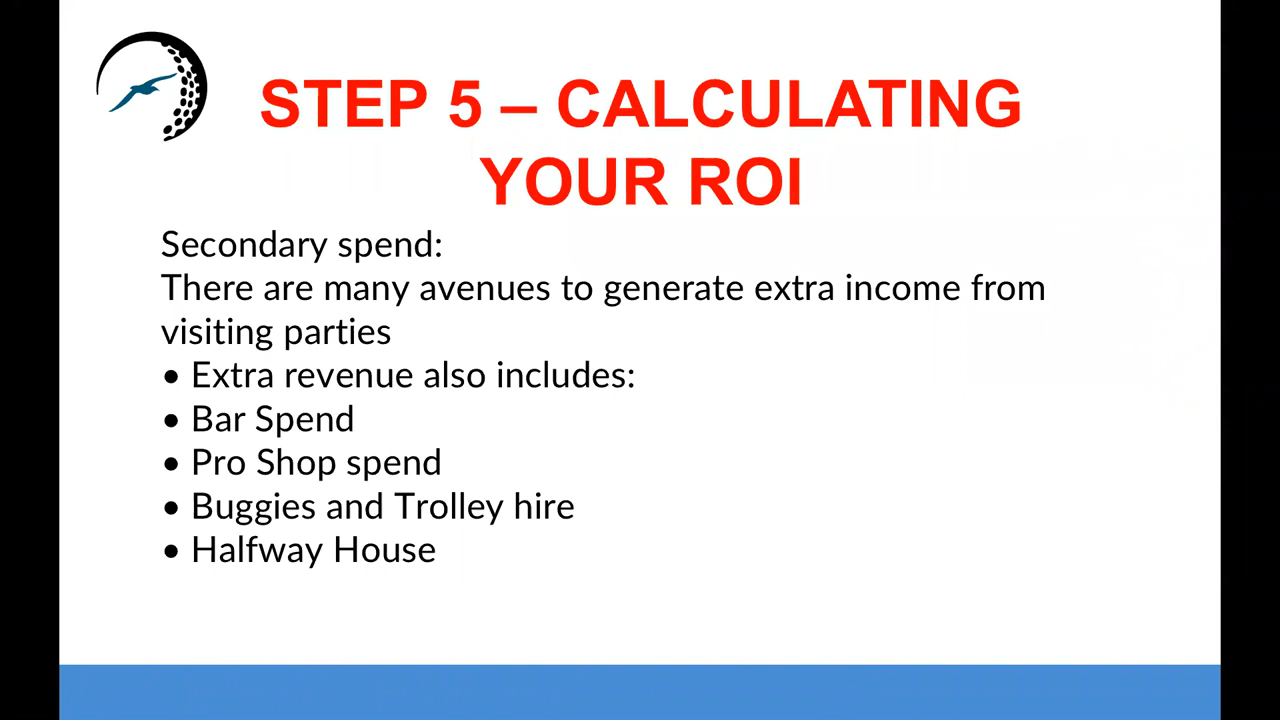 STEP 5 – CALCULATING
YOUR ROI
Secondary spend:
There are many avenues to generate extra income from
visiting parties
• Extra revenue also includes:
• Bar Spend
• Pro Shop spend
• Buggies and Trolley hire
• Halfway House